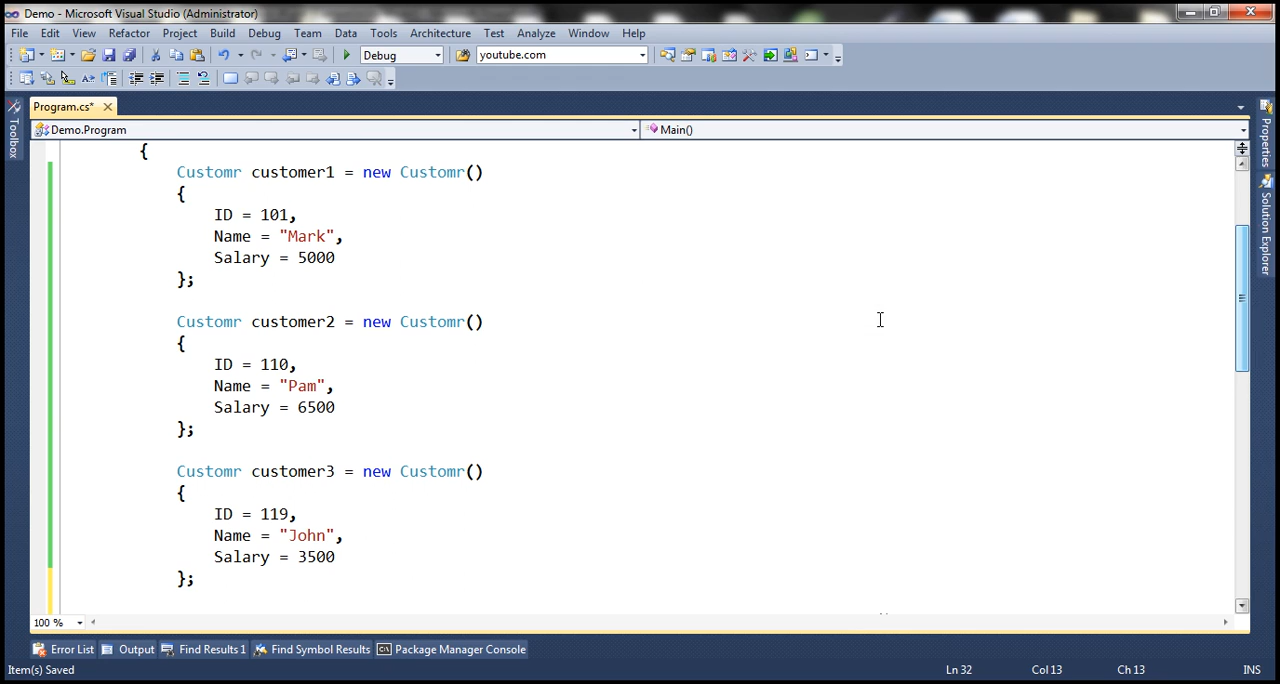 Demo - Microsoft Visual Studio (Administrator)
File Edit View Refactor Project Build Debug Team Data Tools Architecture Test Analyze Window Help
Debug youtube.com
Program.cs*
Toolbox
Properties
Solution Explorer
Demo.Program Main()
{
Customr customer1 = new Customr()
{
ID = 101,
Name = "Mark",
Salary = 5000
};
Customr customer2 = new Customr()
{
ID = 110,
Name = "Pam",
Salary = 6500
};
Customr customer3 = new Customr()
{
ID = 119,
Name = "John",
Salary = 3500
};
100 %
Error List Output Find Results 1 Find Symbol Results Package Manager Console
Item(s) Saved Ln 32 Col 13 Ch 13 INS